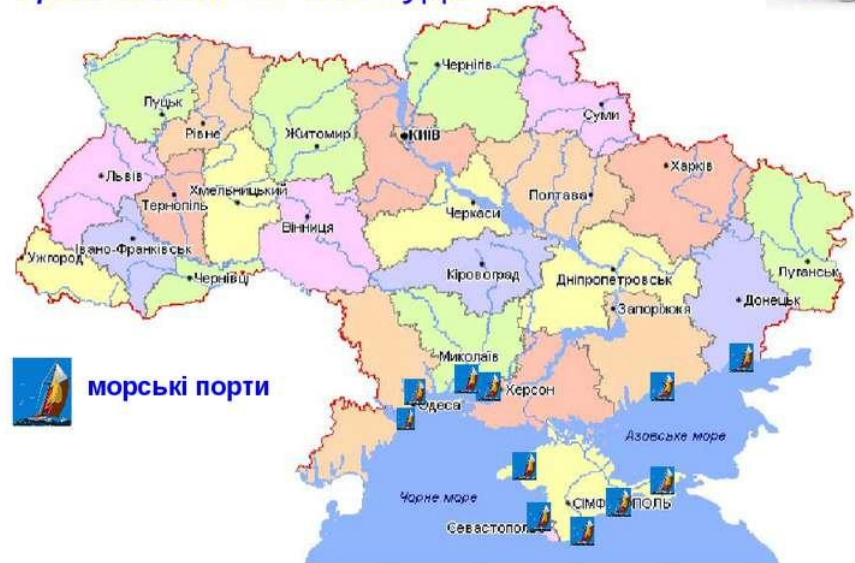 Чернігів
Луцьк
Рівне
Житомир
КИЇВ
Суми
Харків
Львів
Тернопіль
Хмельницький
Вінниця
Черкаси
Полтава
Ужгород
Івано-Франківськ
Чернівці
Кіровоград
Дніпропетровськ
Луганськ
Донецьк
Запоріжжя
Миколаїв
морські порти
Одеса
Херсон
Азовське море
Чорне море
Севастополь